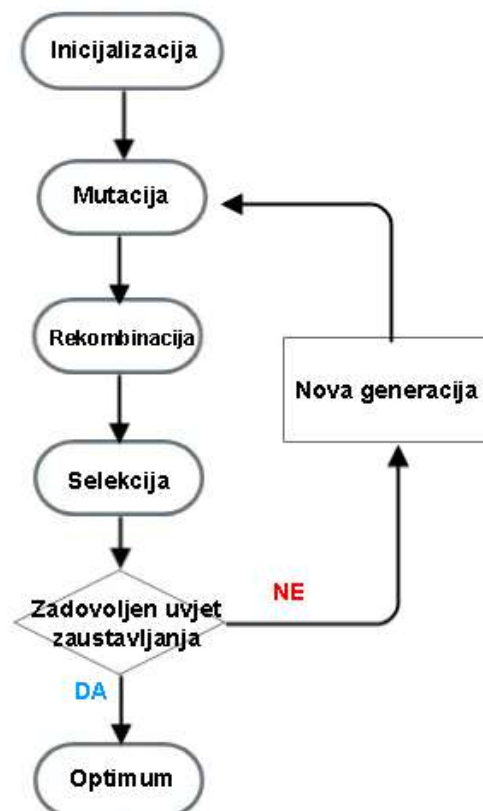 Inicijalizacija
Mutacija
Rekombinacija
Nova generacija
Selekcija
Zadovoljen uvjet
zaustavljanja
NE
DA
Optimum